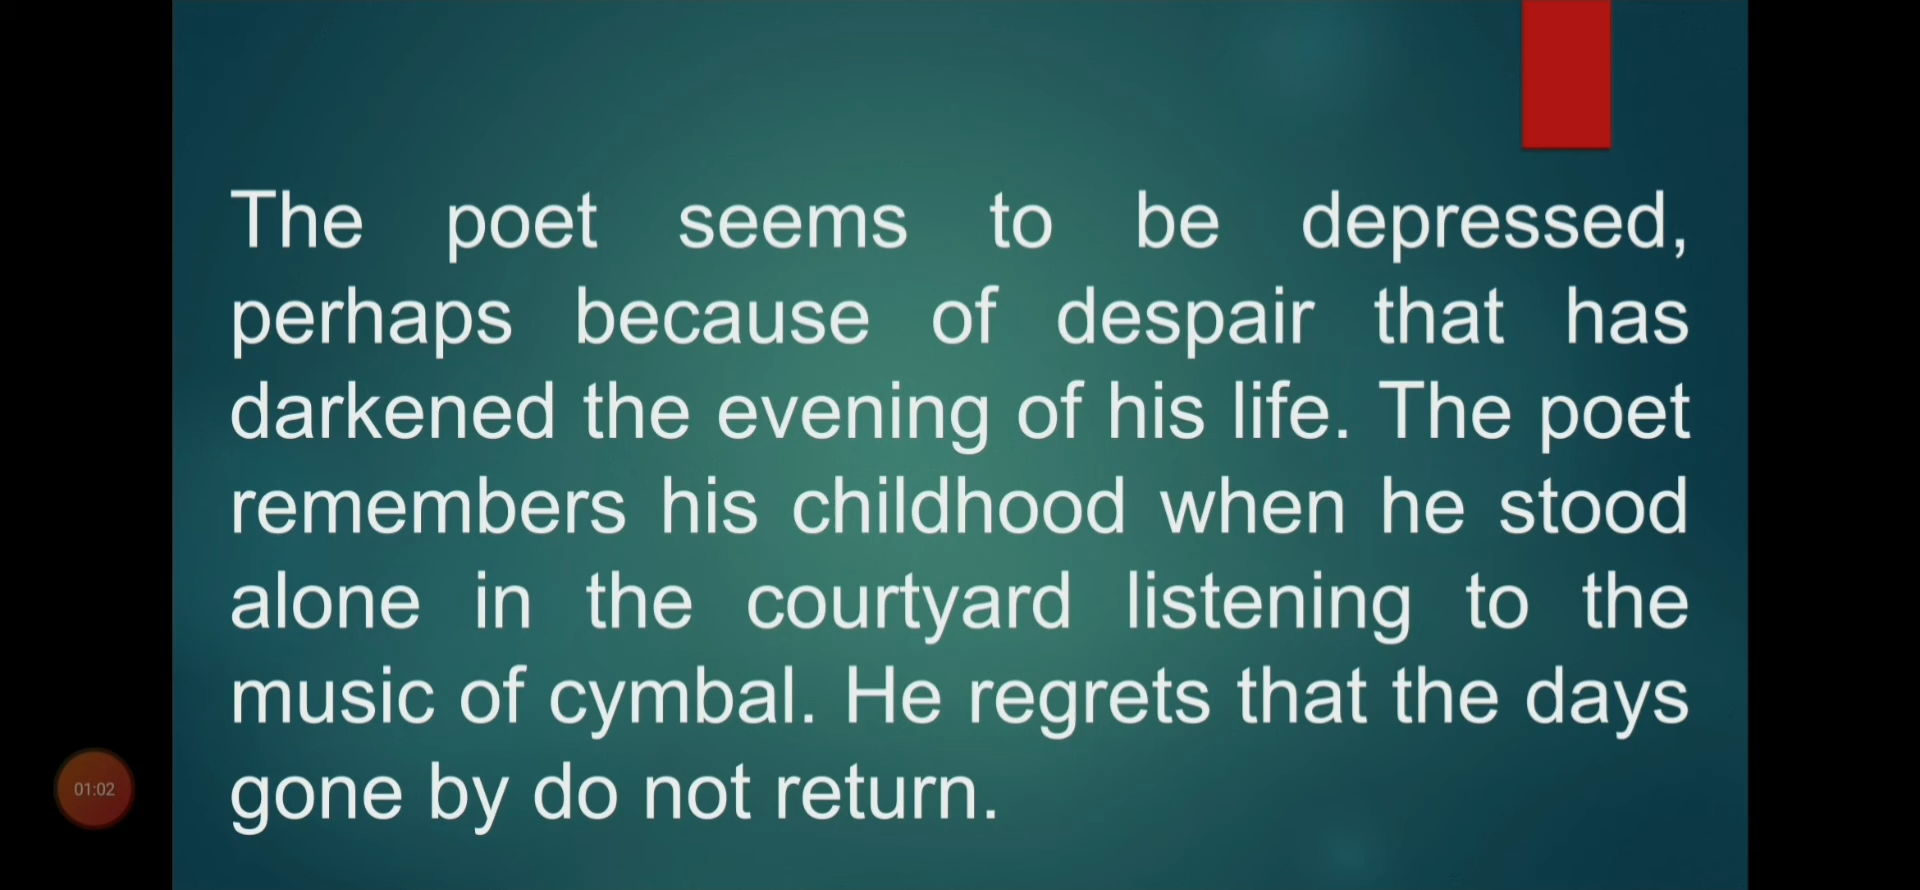 The poet seems to be depressed,
perhaps because of despair that has
darkened the evening of his life. The poet
remembers his childhood when he stood
alone in the courtyard listening to the
music of cymbal. He regrets that the days
gone by do not return.
01:02